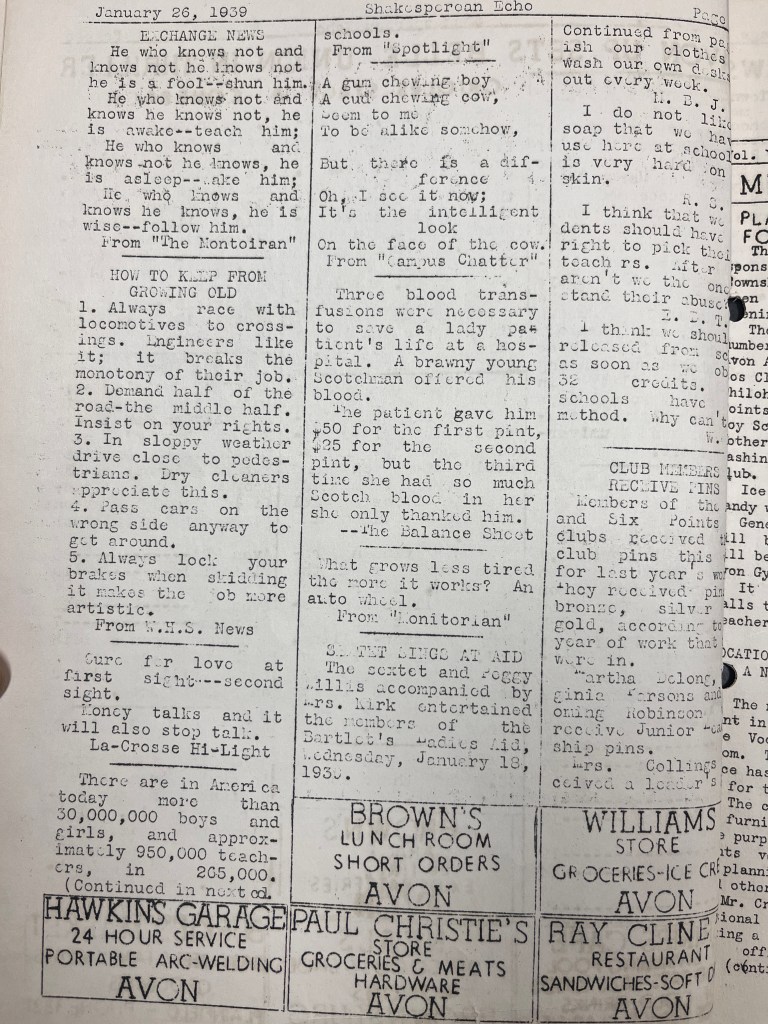 January 26, 1939
Shakesperean Echo
Page
EXCHANGE NEWS
He who knows not and
knows not he knows not
he is a fool--shun him.
He who knows not and
knows he knows not, he
is awake--teach him;
He who knows and
knows not he knows, he
is asleep--wake him;
He who knows and
knows he knows, he is
wise--follow him.
From "The Montoiran"
HOW TO KEEP FROM
GROWING OLD
1. Always race with
locomotives to cross-
ings. Engineers like
it; it breaks the
monotony of their job.
2. Demand half of the
road-the middle half.
Insist on your rights.
3. In sloppy weather
drive close to pedes-
trians. Dry cleaners
appreciate this.
4. Pass cars on the
wrong side anyway to
get around.
5. Always lock your
brakes when skidding
it makes the job more
artistic.
From W.H.S. News
Cure for love at
first sight--second
sight.
Money talks and it
will also stop talk.
La-Crosse Hi-Light
There are in America
today more than
30,000,000 boys and
girls, and approx-
imately 950,000 teach-
ers, in 265,000.
(Continued in next col.
schools.
From "Spotlight"
A gum chewing boy
A cud chewing cow,
Seem to me
To be alike somehow,
But there is a dif-
ference
Oh, I see it now;
It's the intelligent
look
On the face of the cow.
From "Campus Chatter"
Three blood trans-
fusions were necessary
to save a lady pa-
tient's life at a hos-
pital. A brawny young
Scotchman offered his
blood.
The patient gave him
$50 for the first pint,
$25 for the second
pint, but the third
time she had so much
Scotch blood in her
she only thanked him.
--The Balance Sheet
What grows less tired
the more it works? An
auto wheel.
From "Monitorian"
SEXTET SINGS AT AID
The sextet and Peggy
Willis accompanied by
Mrs. Kirk entertained
the members of the
Bartlet's Ladies Aid,
Wednesday, January 18,
1939.
Continued from pa
ish our clothes
wash our own desks
out every week.
M. B. J.
I do not like
soap that we hav
use here at school
is very hard on
skin.
R. S.
I think that
dents should have
right to pick thei
teach rs. After
aren't we the one
stand their abuse?
E. B. T.
I think we shoul
released from sc
as soon as we ob
32 credits.
schools have
method. Why can't
W.
CLUB MEMBERS
RECEIVE PINS
Members of the
and Six Points
clubs received
club pins this
for last year's wo
They received pin
bronze, silver
gold, according to
year of work that
were in.
Martha Delong,
ginia Parsons and
oming Robinson
receive Junior
ship pins.
Mrs. Collings
ceived a leader's
HAWKINS GARAGE
24 HOUR SERVICE
PORTABLE ARC-WELDING
AVON
BROWN'S
LUNCH ROOM
SHORT ORDERS
AVON
PAUL CHRISTIE'S
STORE
GROCERIES & MEATS
HARDWARE
AVON
WILLIAMS
STORE
GROCERIES-ICE CRE
AVON
RAY CLINE
RESTAURANT
SANDWICHES-SOFT D
AVON